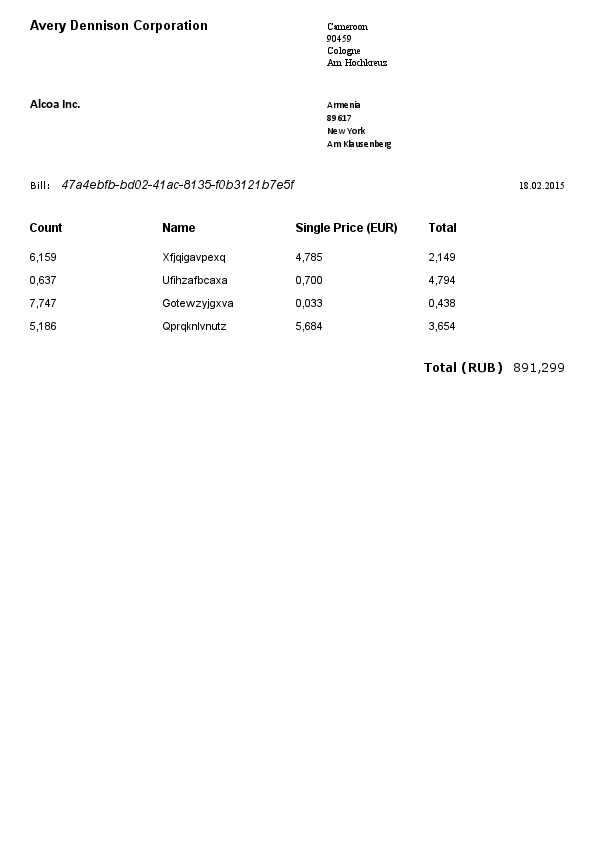 Avery Dennison Corporation
Cameroon
90459
Cologne
Am Hochkreuz
Alcoa Inc.
Armenia
89617
New York
Am Klausenberg
Bill: 47a4ebfb-bd02-41ac-8135-f0b3121b7e5f 18.02.2015
Count Name Single Price (EUR) Total
6,159 Xfjqigavpexq 4,785 2,149
0,637 Ufihzafbcaxa 0,700 4,794
7,747 Gotewzyjgxva 0,033 0,438
5,186 Qprqknlvnutz 5,684 3,654
Total (RUB) 891,299